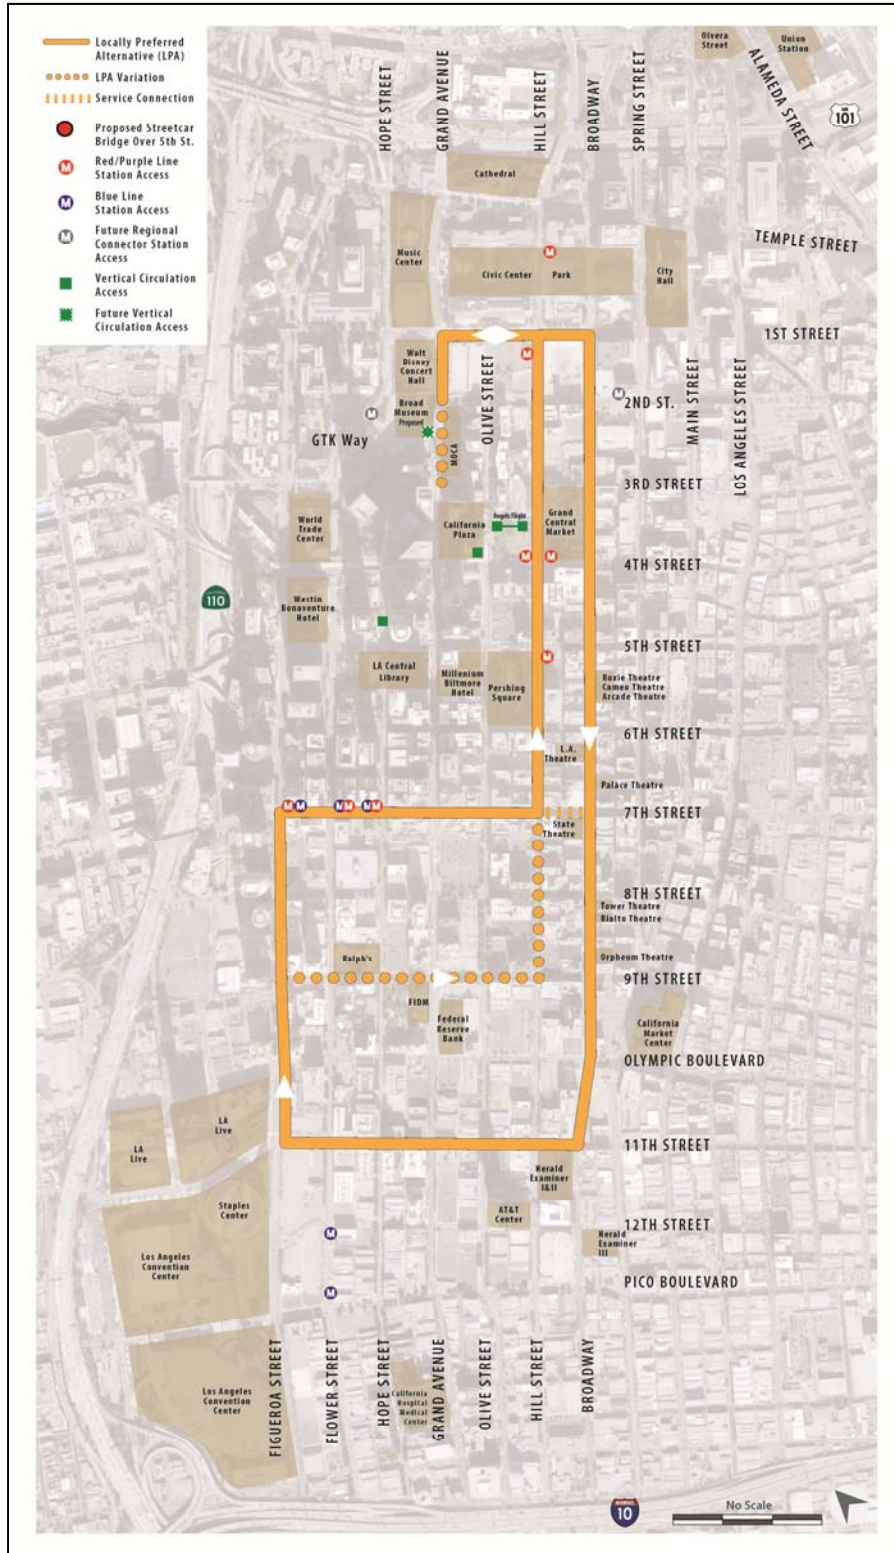 Locally Preferred
Alternative (LPA)
LPA Variation
Service Connection
Proposed Streetcar
Bridge Over 5th St.
M
Red/Purple Line
Station Access
M
Blue Line
Station Access
M
Future Regional
Connector Station
Access
Vertical Circulation
Access
Future Vertical
Circulation Access
HOPE STREET
GRAND AVENUE
HILL STREET
BROADWAY
SPRING STREET
Olvera
Street
Union
Station
ALAMEDA STREET
101
Cathedral
TEMPLE STREET
Music
Center
Civic Center
Park
M
City
Hall
1ST STREET
Walt
Disney
Concert
Hall
M
OLIVE STREET
MAIN STREET
LOS ANGELES STREET
M
2ND ST.
Broad
Museum
Proposed
M
GTK Way
MOCA
3RD STREET
World
Trade
Center
California
Plaza
Angels Flight
Grand
Central
Market
M
M
4TH STREET
110
Westin
Bonaventure
Hotel
5TH STREET
M
LA Central
Library
Millenium
Biltmore
Hotel
Pershing
Square
Roxie Theatre
Cameo Theatre
Arcade Theatre
6TH STREET
L.A.
Theatre
Palace Theatre
M
M
M
M
M
M
7TH STREET
State
Theatre
8TH STREET
Tower Theatre
Rialto Theatre
Orpheum Theatre
Ralph's
9TH STREET
FIDM
Federal
Reserve
Bank
California
Market
Center
OLYMPIC BOULEVARD
LA
Live
LA
Live
11TH STREET
Herald
Examiner
I&II
Staples
Center
AT&T
Center
12TH STREET
Herald
Examiner
III
M
Los Angeles
Convention
Center
PICO BOULEVARD
M
FIGUEROA STREET
FLOWER STREET
HOPE STREET
GRAND AVENUE
OLIVE STREET
HILL STREET
BROADWAY
Los Angeles
Convention
Center
California
Hospital
Medical
Center
10
No Scale